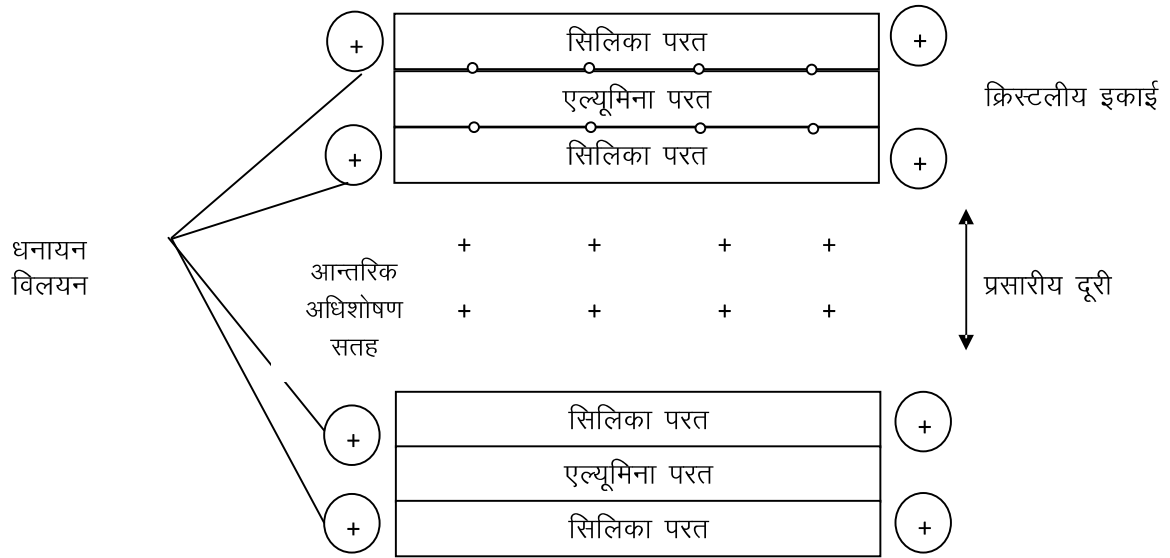 + सिलिका परत +
एल्यूमिना परत
क्रिस्टलीय इकाई
+ सिलिका परत +
धनायन
विलयन
+ + + +
आन्तरिक
अधिशोषण
सतह
+ + + +
प्रसारीय दूरी
+ सिलिका परत +
एल्यूमिना परत
+ सिलिका परत +